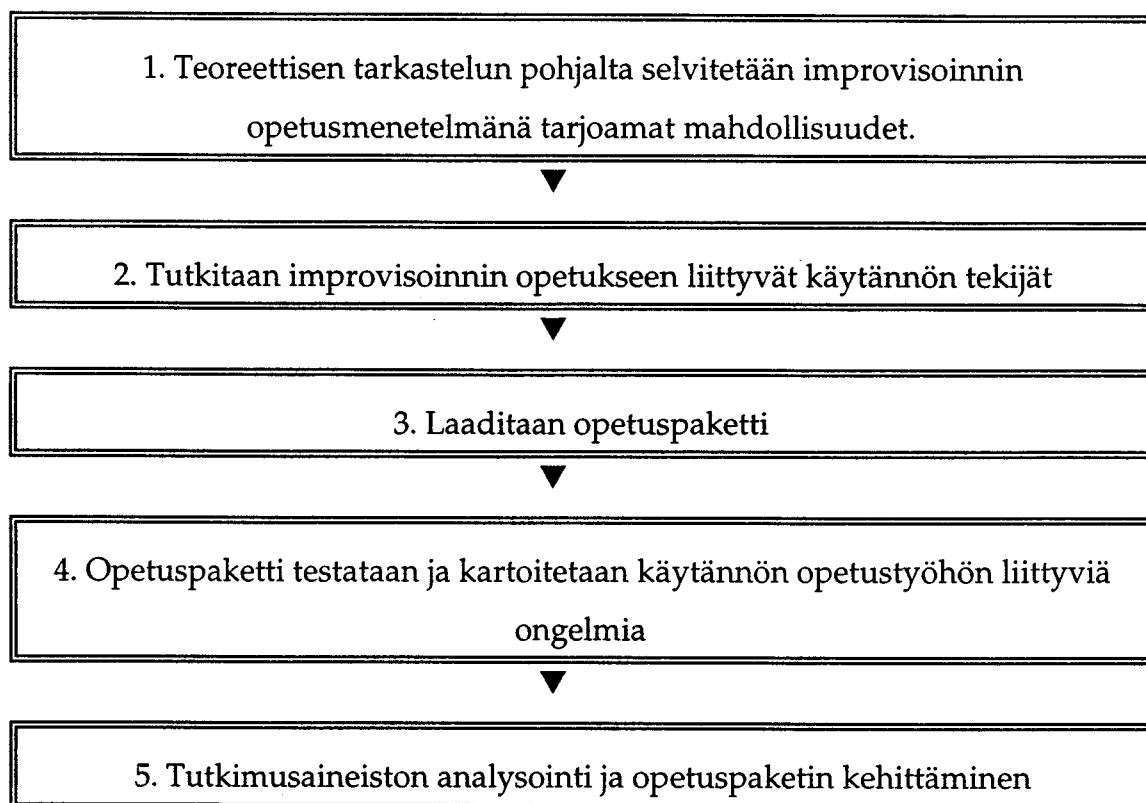 1. Teoreettisen tarkastelun pohjalta selvitetään improvisoinnin
opetusmenetelmänä tarjoamat mahdollisuudet.
2. Tutkitaan improvisoinnin opetukseen liittyvät käytännön tekijät
3. Laaditaan opetuspaketti
4. Opetuspaketti testataan ja kartoitetaan käytännön opetustyöhön liittyviä
ongelmia
5. Tutkimusaineiston analysointi ja opetuspaketin kehittäminen